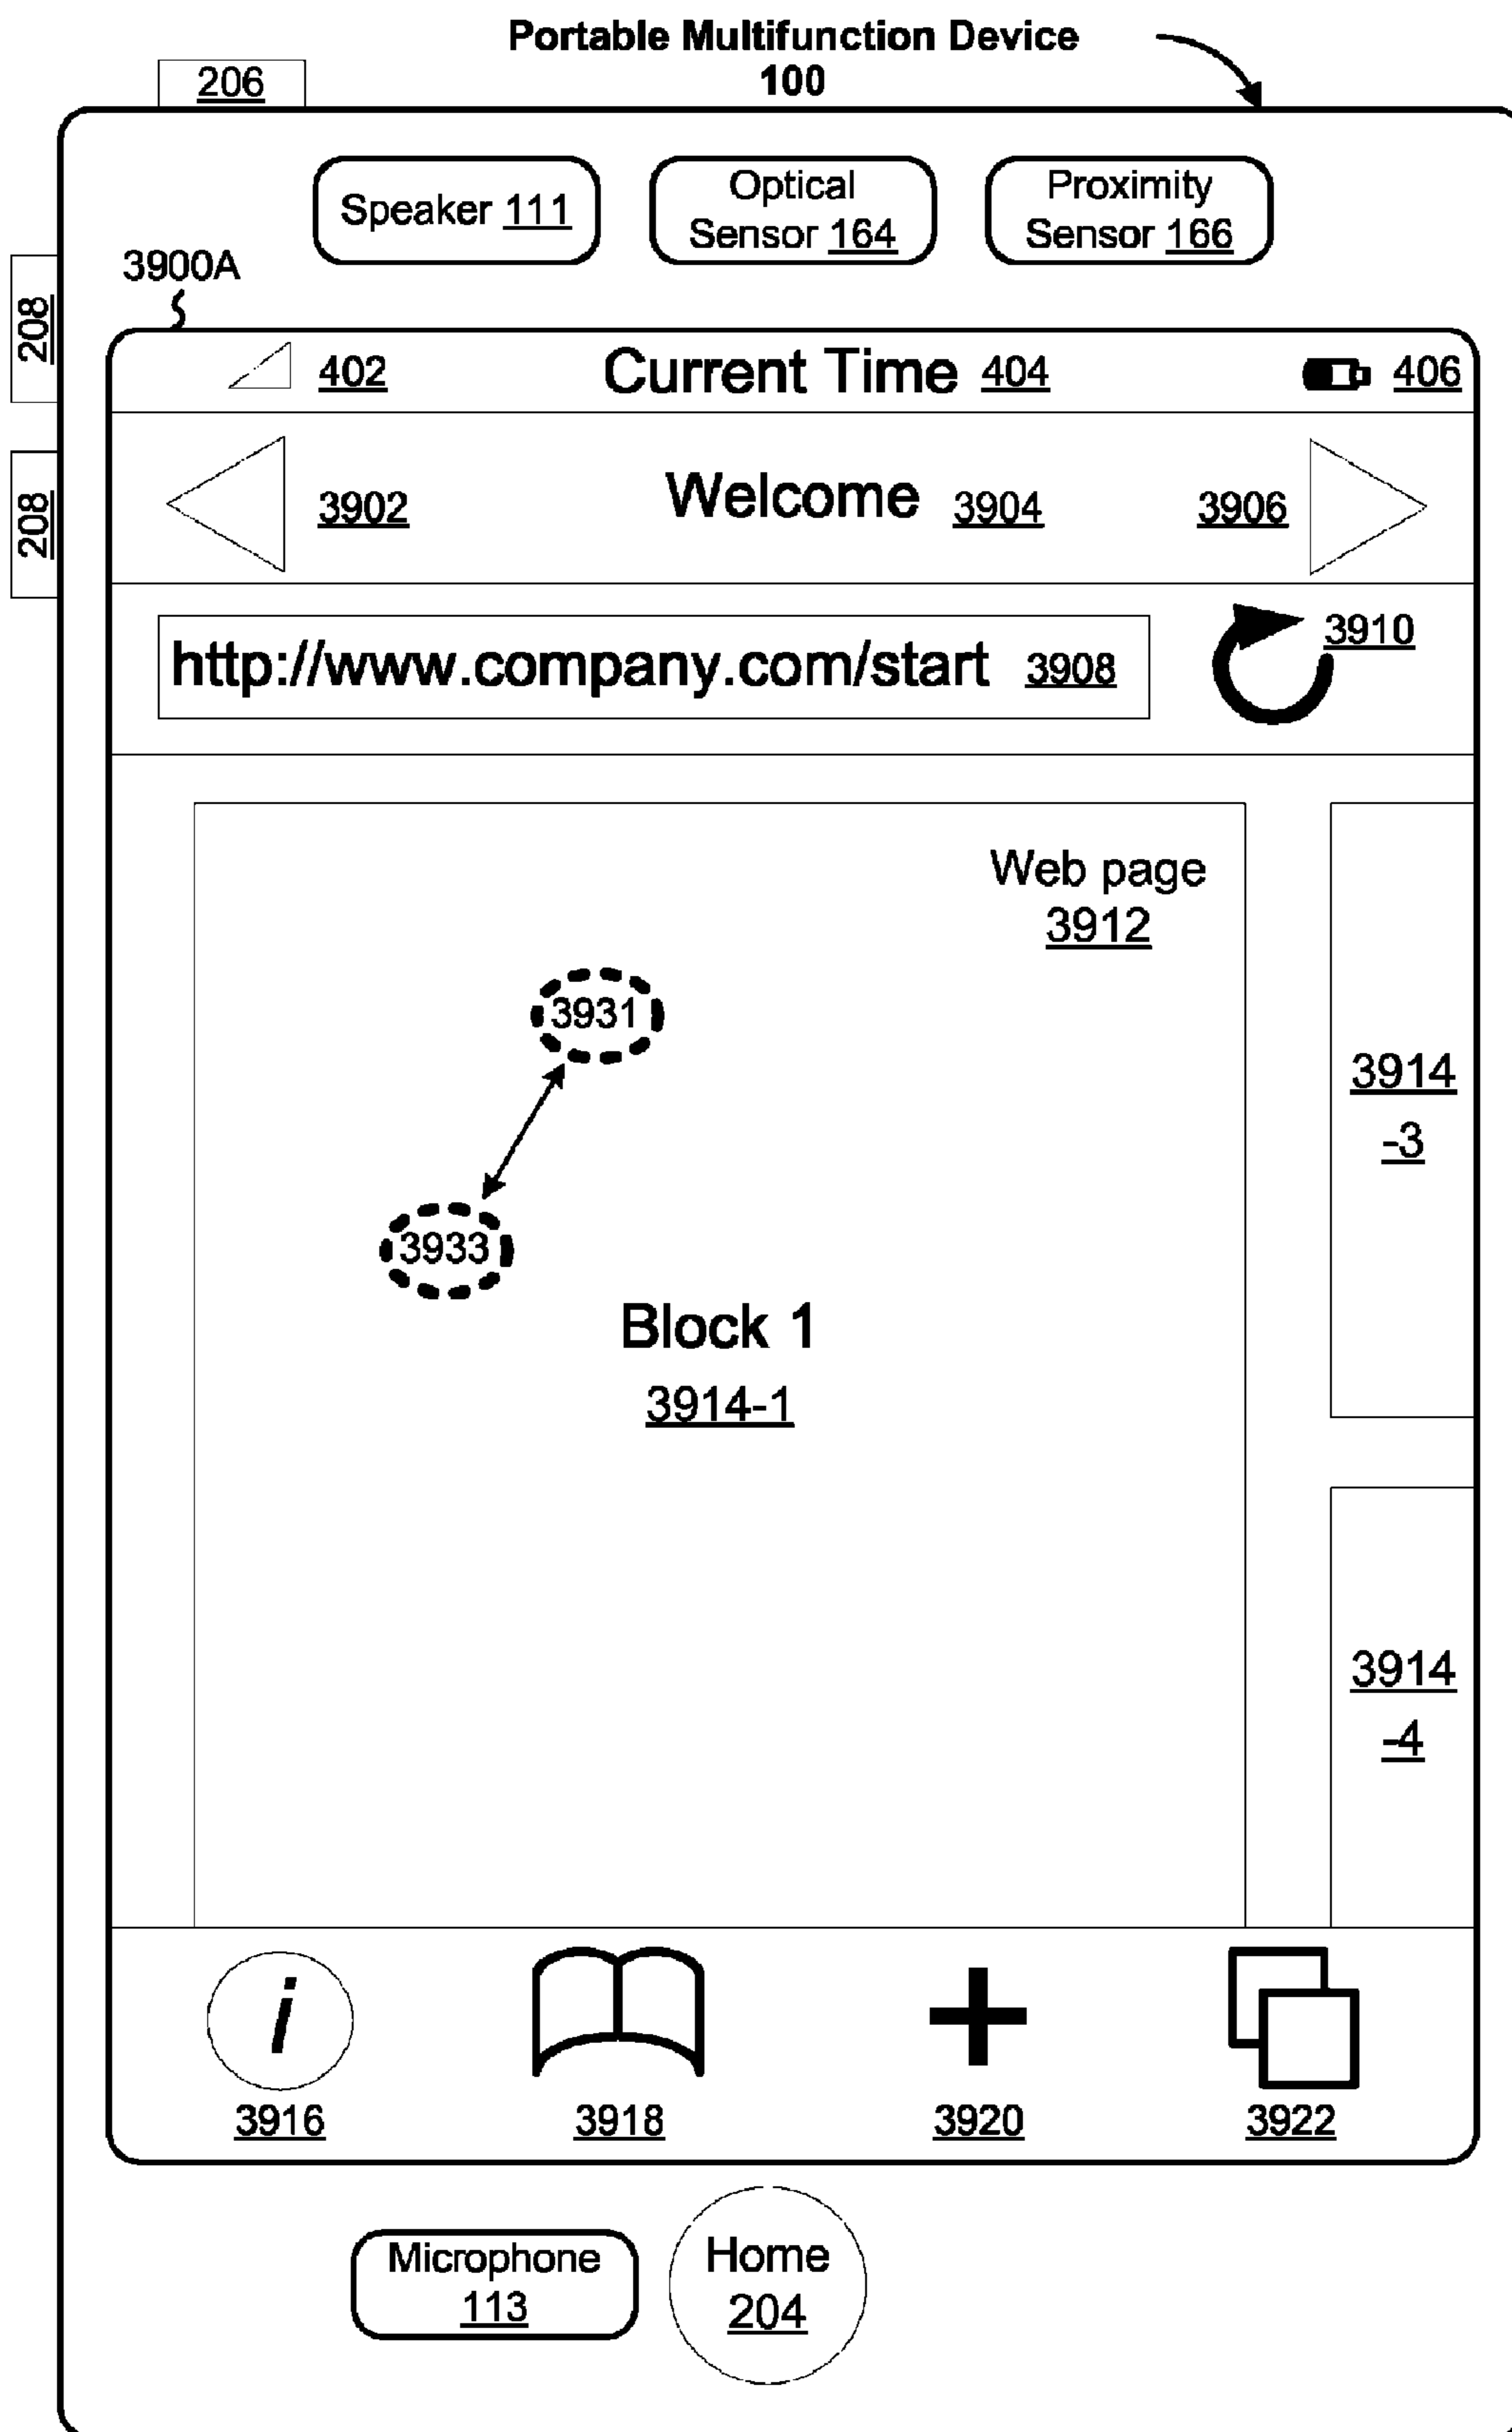 Portable Multifunction Device
100
206
Speaker 111
Optical
Sensor 164
Proximity
Sensor 166
3900A
208
208
402
Current Time 404
406
3902
Welcome 3904
3906
http://www.company.com/start 3908
3910
Web page
3912
3931
3933
Block 1
3914-1
3914
-3
3914
-4
i
3916
3918
3920
3922
Microphone
113
Home
204